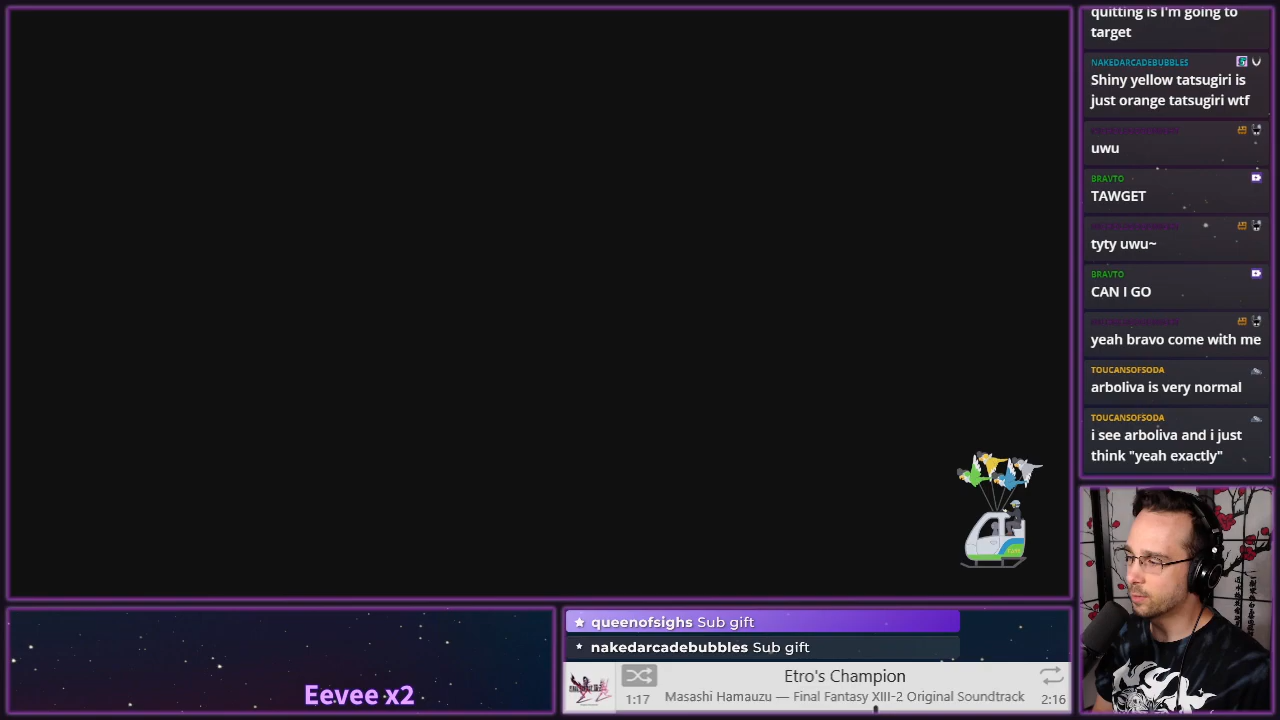 quitting is I'm going to
target
NAKEDARCADEBUBBLES
Shiny yellow tatsugiri is
just orange tatsugiri wtf
uwu
BRAVTO
TAWGET
tyty uwu~
BRAVTO
CAN I GO
yeah bravo come with me
TOUCANSOFSODA
arboliva is very normal
TOUCANSOFSODA
i see arboliva and i just
think "yeah exactly"
Eevee x2
queenofsighs Sub gift
nakedarcadebubbles Sub gift
Etro's Champion
1:17 Masashi Hamauzu — Final Fantasy XIII-2 Original Soundtrack 2:16